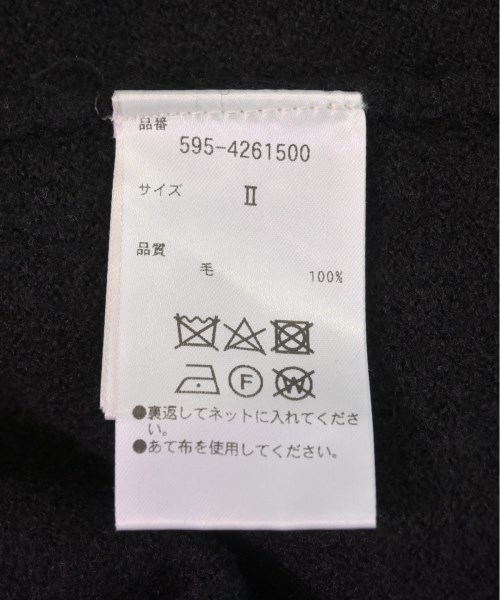 品番
595-4261500
サイズ Ⅱ
品質
毛 100%
F W
●裏返してネットに入れてくださ
い。
●あて布を使用してください。